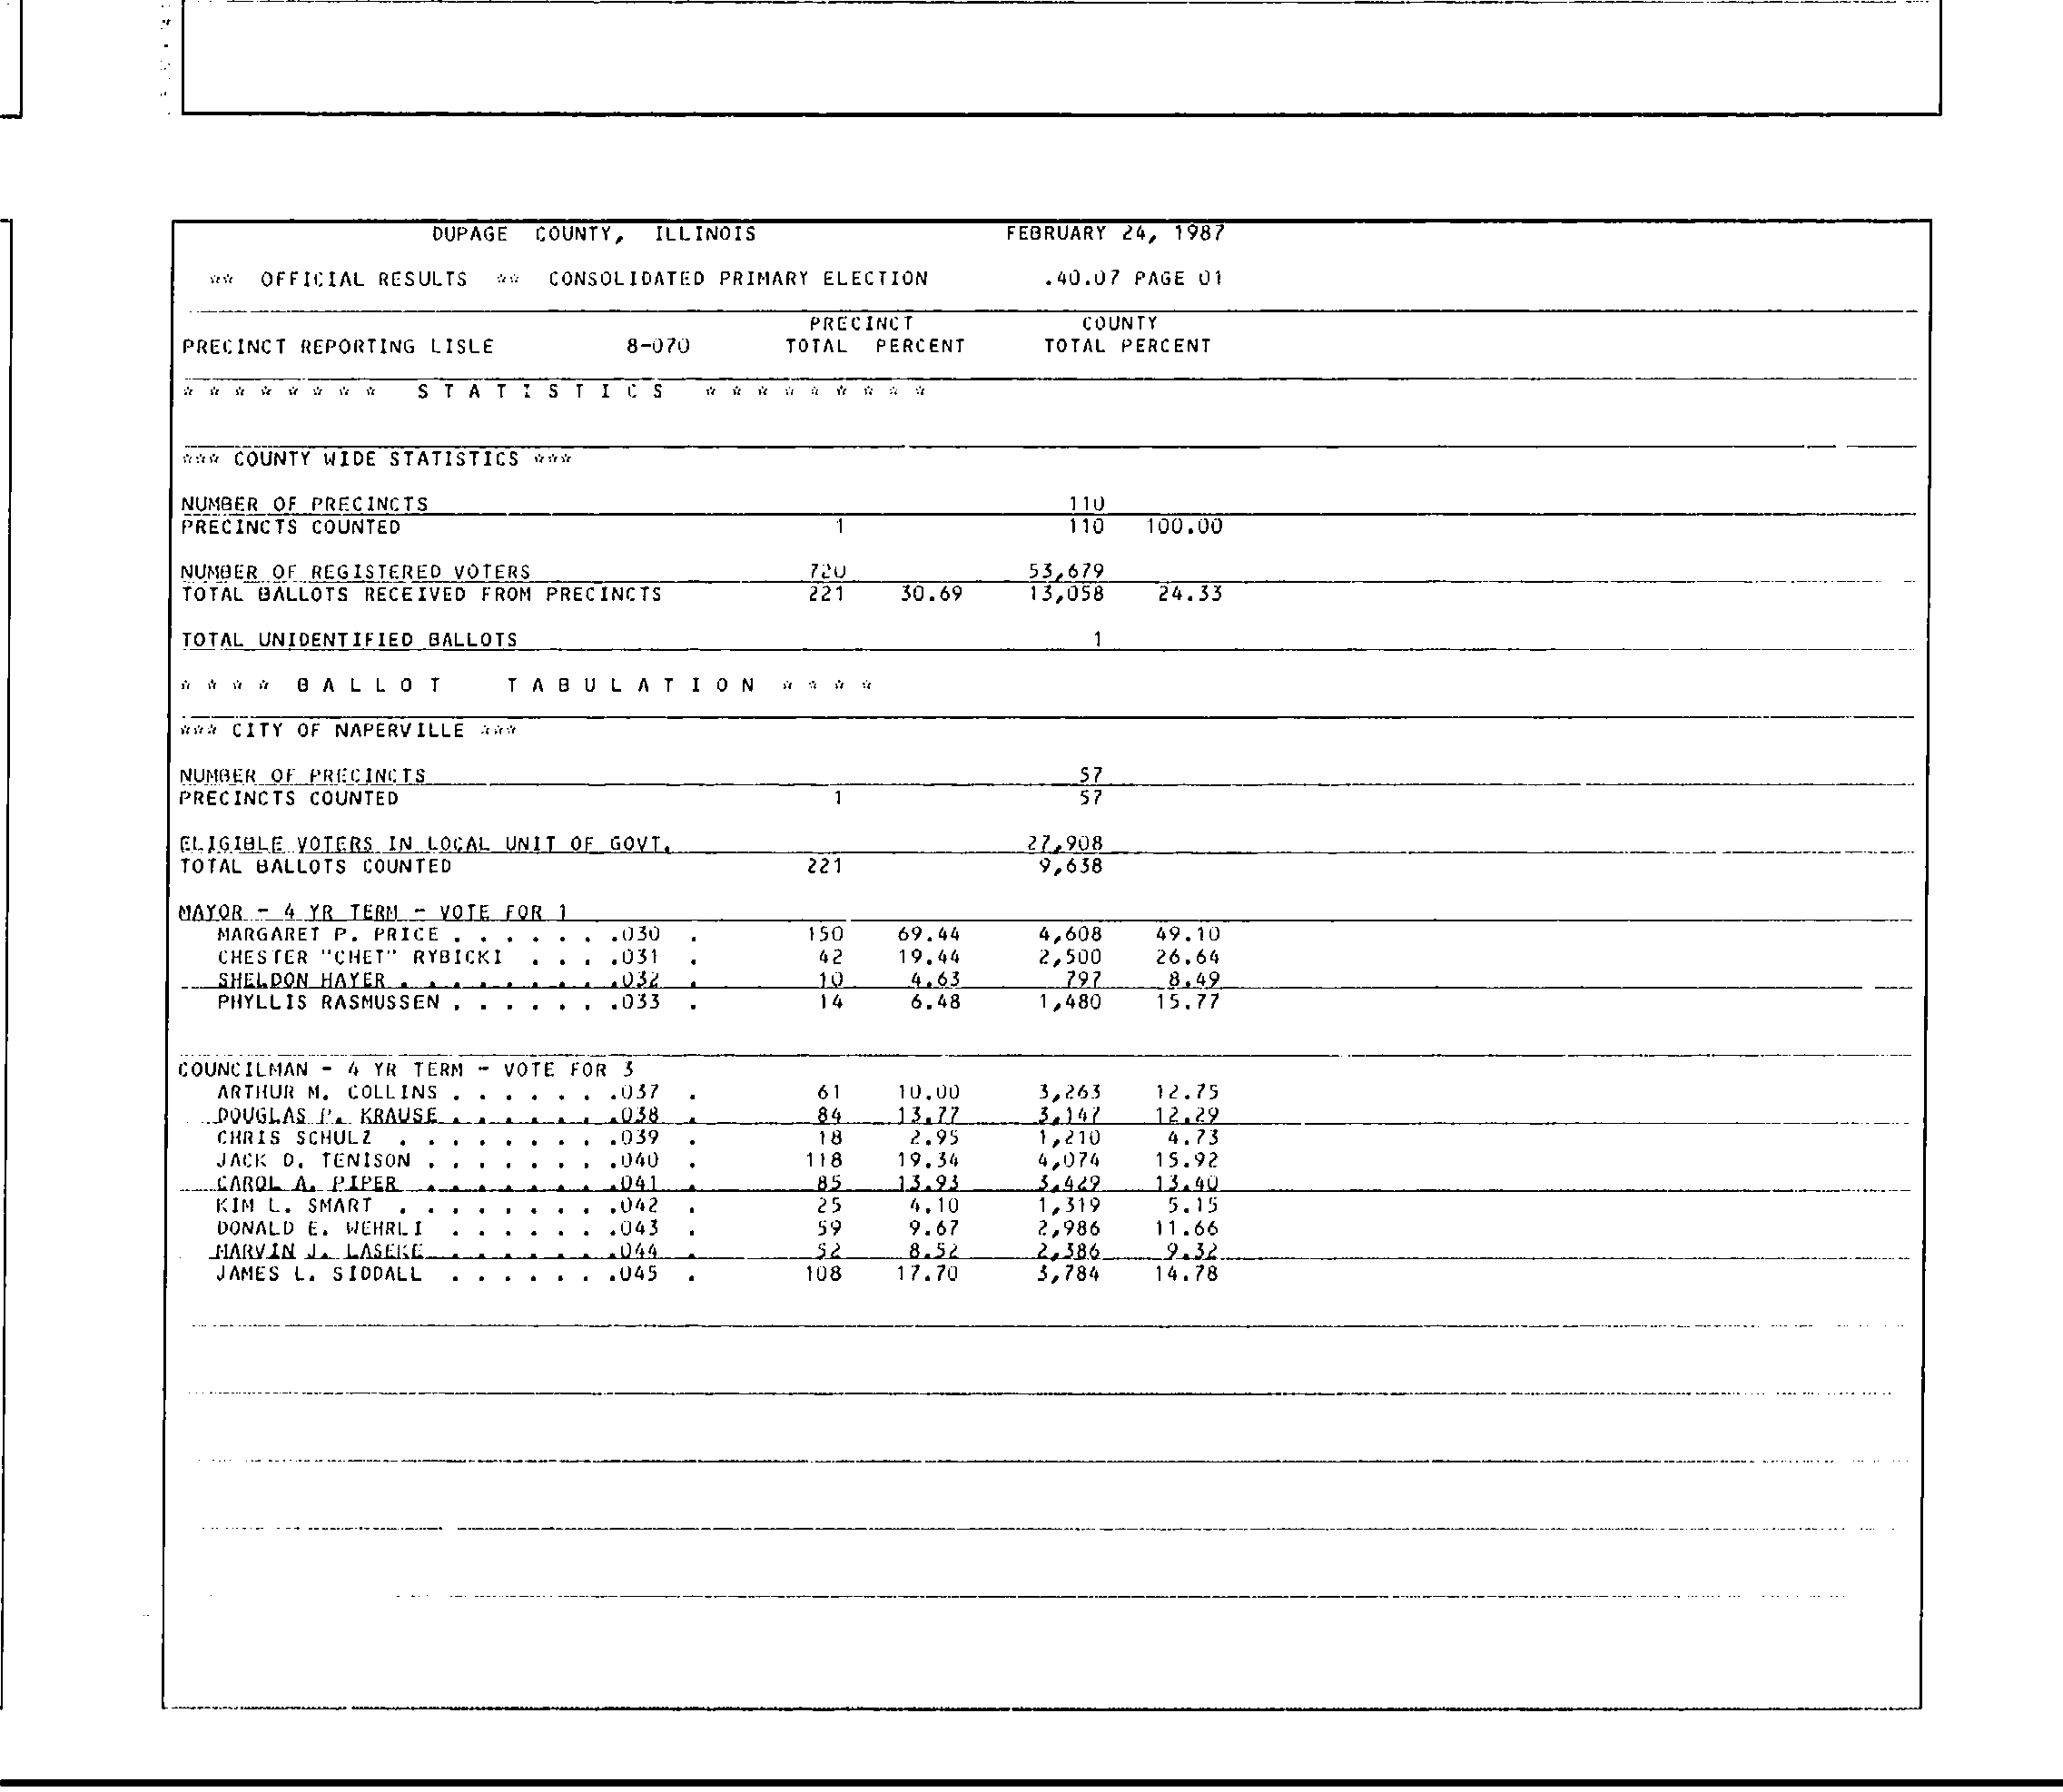 DUPAGE COUNTY, ILLINOIS FEBRUARY 24, 1987
** OFFICIAL RESULTS ** CONSOLIDATED PRIMARY ELECTION .40.07 PAGE 01
PRECINCT COUNTY
PRECINCT REPORTING LISLE 8-070 TOTAL PERCENT TOTAL PERCENT
* * * * * * * * S T A T I S T I C S * * * * * * * * *
*** COUNTY WIDE STATISTICS ***
NUMBER OF PRECINCTS 110
PRECINCTS COUNTED 1 110 100.00
NUMBER OF REGISTERED VOTERS 720 53,679
TOTAL BALLOTS RECEIVED FROM PRECINCTS 221 30.69 13,058 24.33
TOTAL UNIDENTIFIED BALLOTS 1
* * * * B A L L O T T A B U L A T I O N * * * *
*** CITY OF NAPERVILLE ***
NUMBER OF PRECINCTS 57
PRECINCTS COUNTED 1 57
ELIGIBLE VOTERS IN LOCAL UNIT OF GOVT. 27,908
TOTAL BALLOTS COUNTED 221 9,638
MAYOR - 4 YR TERM - VOTE FOR 1
MARGARET P. PRICE . . . . . . .030 . 150 69.44 4,608 49.10
CHESTER "CHET" RYBICKI . . . .031 . 42 19.44 2,500 26.64
SHELDON HAYER . . . . . . . . .032 . 10 4.63 797 8.49
PHYLLIS RASMUSSEN . . . . . . .033 . 14 6.48 1,480 15.77
COUNCILMAN - 4 YR TERM - VOTE FOR 3
ARTHUR M. COLLINS . . . . . . .037 . 61 10.00 3,263 12.75
DOUGLAS P. KRAUSE . . . . . . .038 . 84 13.77 3,147 12.29
CHRIS SCHULZ . . . . . . . . .039 . 18 2.95 1,210 4.73
JACK D. TENISON . . . . . . . .040 . 118 19.34 4,074 15.92
CAROL A. PIPER . . . . . . . .041 . 85 13.93 3,429 13.40
KIM L. SMART . . . . . . . . .042 . 25 4.10 1,319 5.15
DONALD E. WEHRLI . . . . . . .043 . 59 9.67 2,986 11.66
MARVIN J. LASEKE . . . . . . .044 . 52 8.52 2,386 9.32
JAMES L. SIDDALL . . . . . . .045 . 108 17.70 3,784 14.78